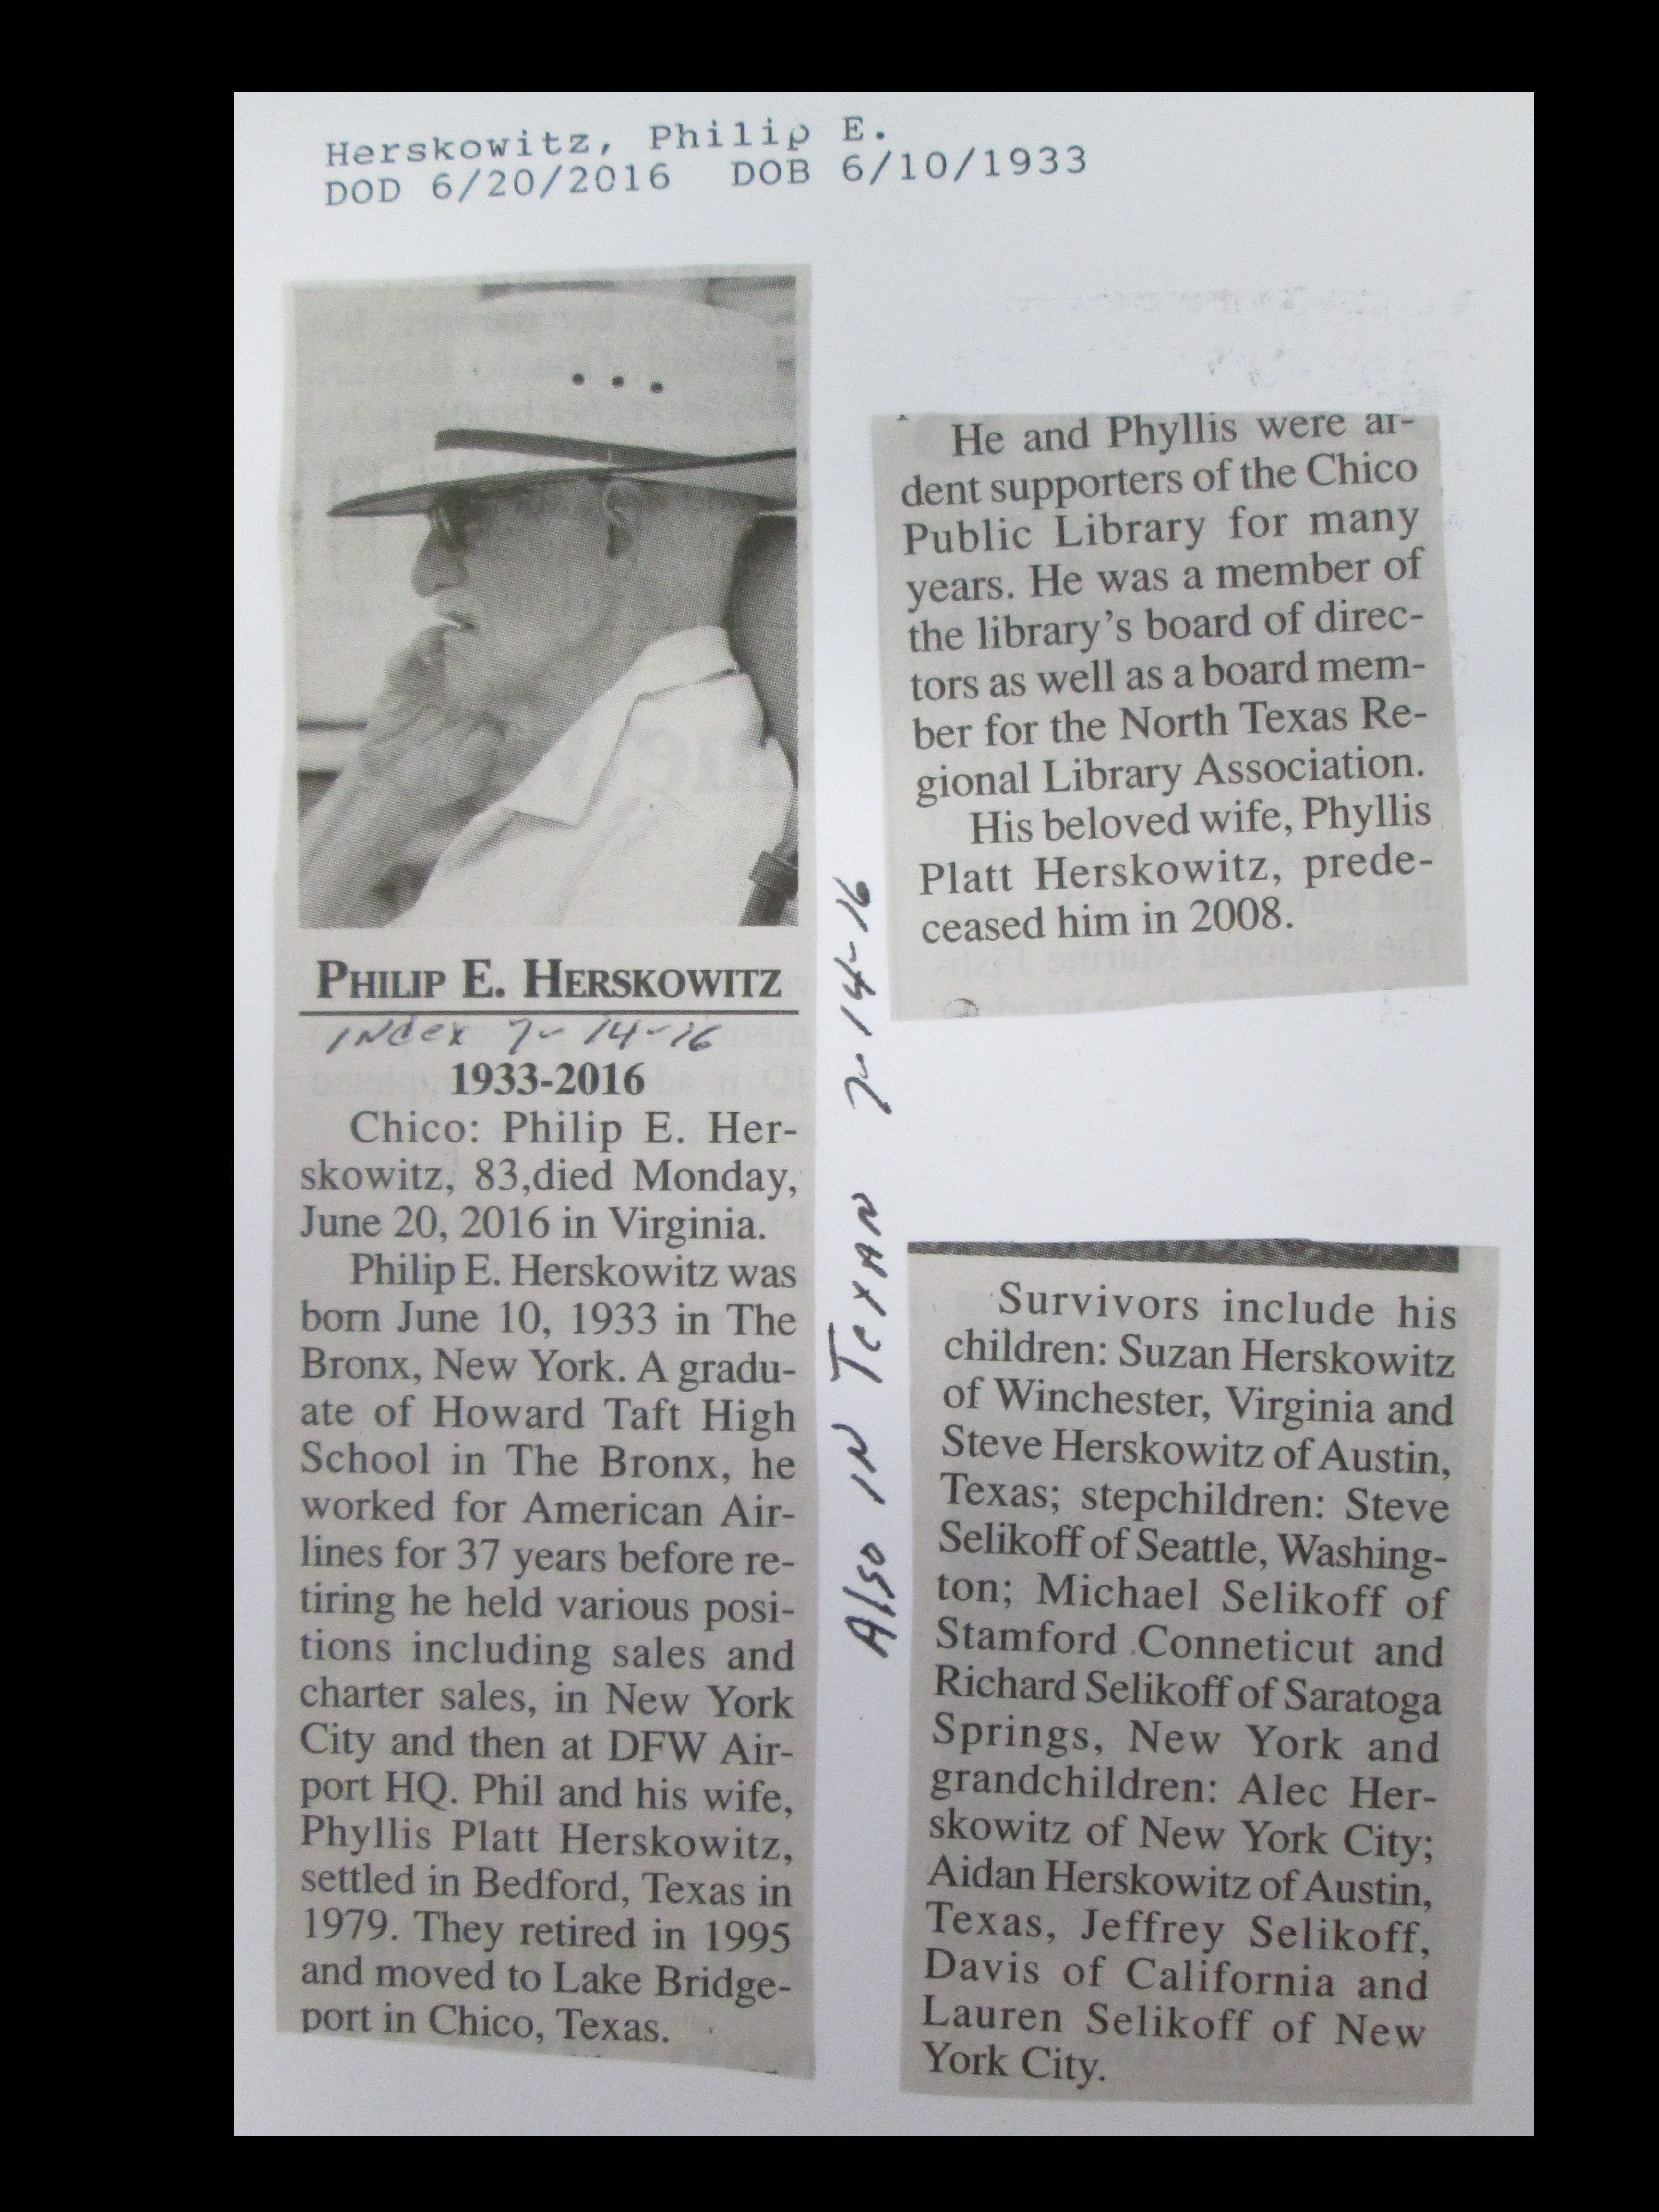 Herskowitz, Philip E.
DOD 6/20/2016 DOB 6/10/1933
PHILIP E. HERSKOWITZ
INdex 7-14-16
1933-2016
Chico: Philip E. Her-
skowitz, 83,died Monday,
June 20, 2016 in Virginia.
Philip E. Herskowitz was
born June 10, 1933 in The
Bronx, New York. A gradu-
ate of Howard Taft High
School in The Bronx, he
worked for American Air-
lines for 37 years before re-
tiring he held various posi-
tions including sales and
charter sales, in New York
City and then at DFW Air-
port HQ. Phil and his wife,
Phyllis Platt Herskowitz,
settled in Bedford, Texas in
1979. They retired in 1995
and moved to Lake Bridge-
port in Chico, Texas.
Also IN TexAN 7-14-16
He and Phyllis were ar-
dent supporters of the Chico
Public Library for many
years. He was a member of
the library's board of direc-
tors as well as a board mem-
ber for the North Texas Re-
gional Library Association.
His beloved wife, Phyllis
Platt Herskowitz, prede-
ceased him in 2008.
Survivors include his
children: Suzan Herskowitz
of Winchester, Virginia and
Steve Herskowitz of Austin,
Texas; stepchildren: Steve
Selikoff of Seattle, Washing-
ton; Michael Selikoff of
Stamford Conneticut and
Richard Selikoff of Saratoga
Springs, New York and
grandchildren: Alec Her-
skowitz of New York City;
Aidan Herskowitz of Austin,
Texas, Jeffrey Selikoff,
Davis of California and
Lauren Selikoff of New
York City.